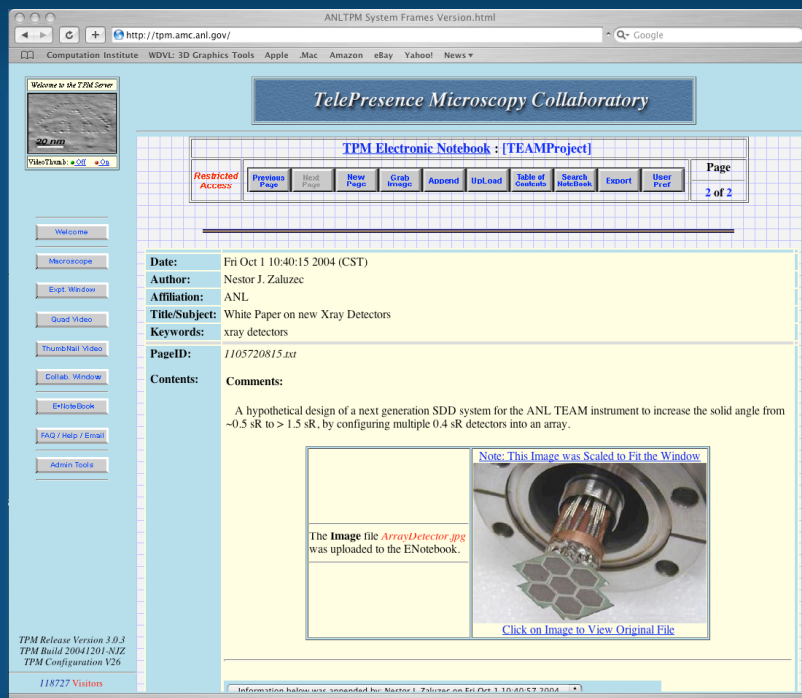 ANLTPM System Frames Version.html
http://tpm.amc.anl.gov/
Google
Computation Institute WDVL: 3D Graphics Tools Apple .Mac Amazon eBay Yahoo! News
Welcome to the TPM Server
20 nm
VideoThumb: Off On
TelePresence Microscopy Collaboratory
TPM Electronic Notebook : [TEAMProject]
Restricted Access
Previous Page
Next Page
New Page
Grab Image
Append
UpLoad
Table of Contents
Search NoteBook
Export
User Pref
Page
2 of 2
Welcome
Macroscope
Expt. Window
Quad Video
ThumbNail Video
Collab. Window
E•NoteBook
FAQ / Help / Email
Admin Tools
Date: Fri Oct 1 10:40:15 2004 (CST)
Author: Nestor J. Zaluzec
Affiliation: ANL
Title/Subject: White Paper on new Xray Detectors
Keywords: xray detectors
PageID: 1105720815.txt
Contents: Comments:
A hypothetical design of a next generation SDD system for the ANL TEAM instrument to increase the solid angle from
~0.5 sR to > 1.5 sR, by configuring multiple 0.4 sR detectors into an array.
The Image file ArrayDetector.jpg
was uploaded to the ENotebook.
Note: This Image was Scaled to Fit the Window
Click on Image to View Original File
Information below was appended by: Nestor J. Zaluzec on Fri Oct 1 10:40:57 2004
TPM Release Version 3.0.3
TPM Build 20041201-NJZ
TPM Configuration V26
118727 Visitors